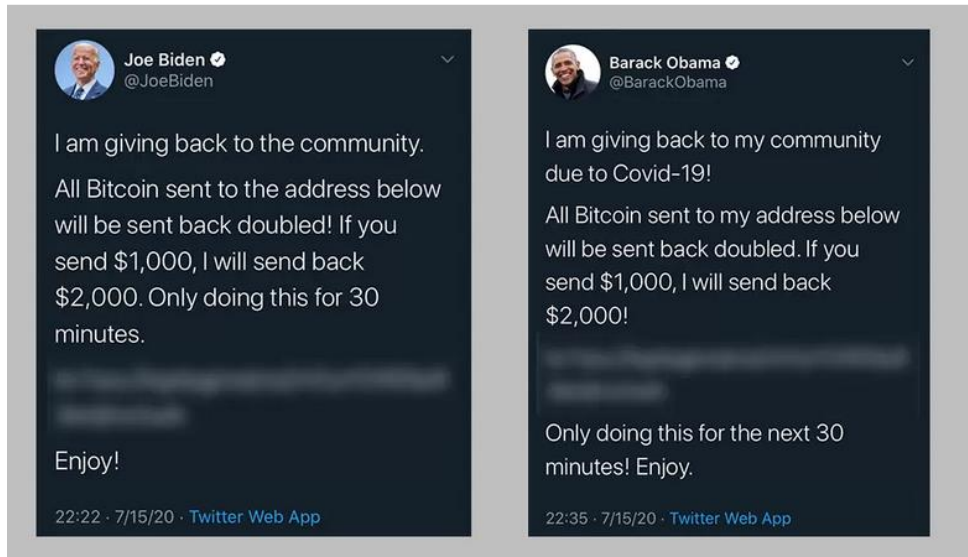 Joe Biden
@JoeBiden
I am giving back to the community.
All Bitcoin sent to the address below
will be sent back doubled! If you
send $1,000, I will send back
$2,000. Only doing this for 30
minutes.
Enjoy!
22:22 · 7/15/20 · Twitter Web App
Barack Obama
@BarackObama
I am giving back to my community
due to Covid-19!
All Bitcoin sent to my address below
will be sent back doubled. If you
send $1,000, I will send back
$2,000!
Only doing this for the next 30
minutes! Enjoy.
22:35 · 7/15/20 · Twitter Web App